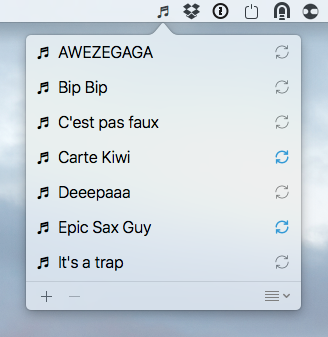 AWEZEGAGA
Bip Bip
C'est pas faux
Carte Kiwi
Deeepaaa
Epic Sax Guy
It's a trap